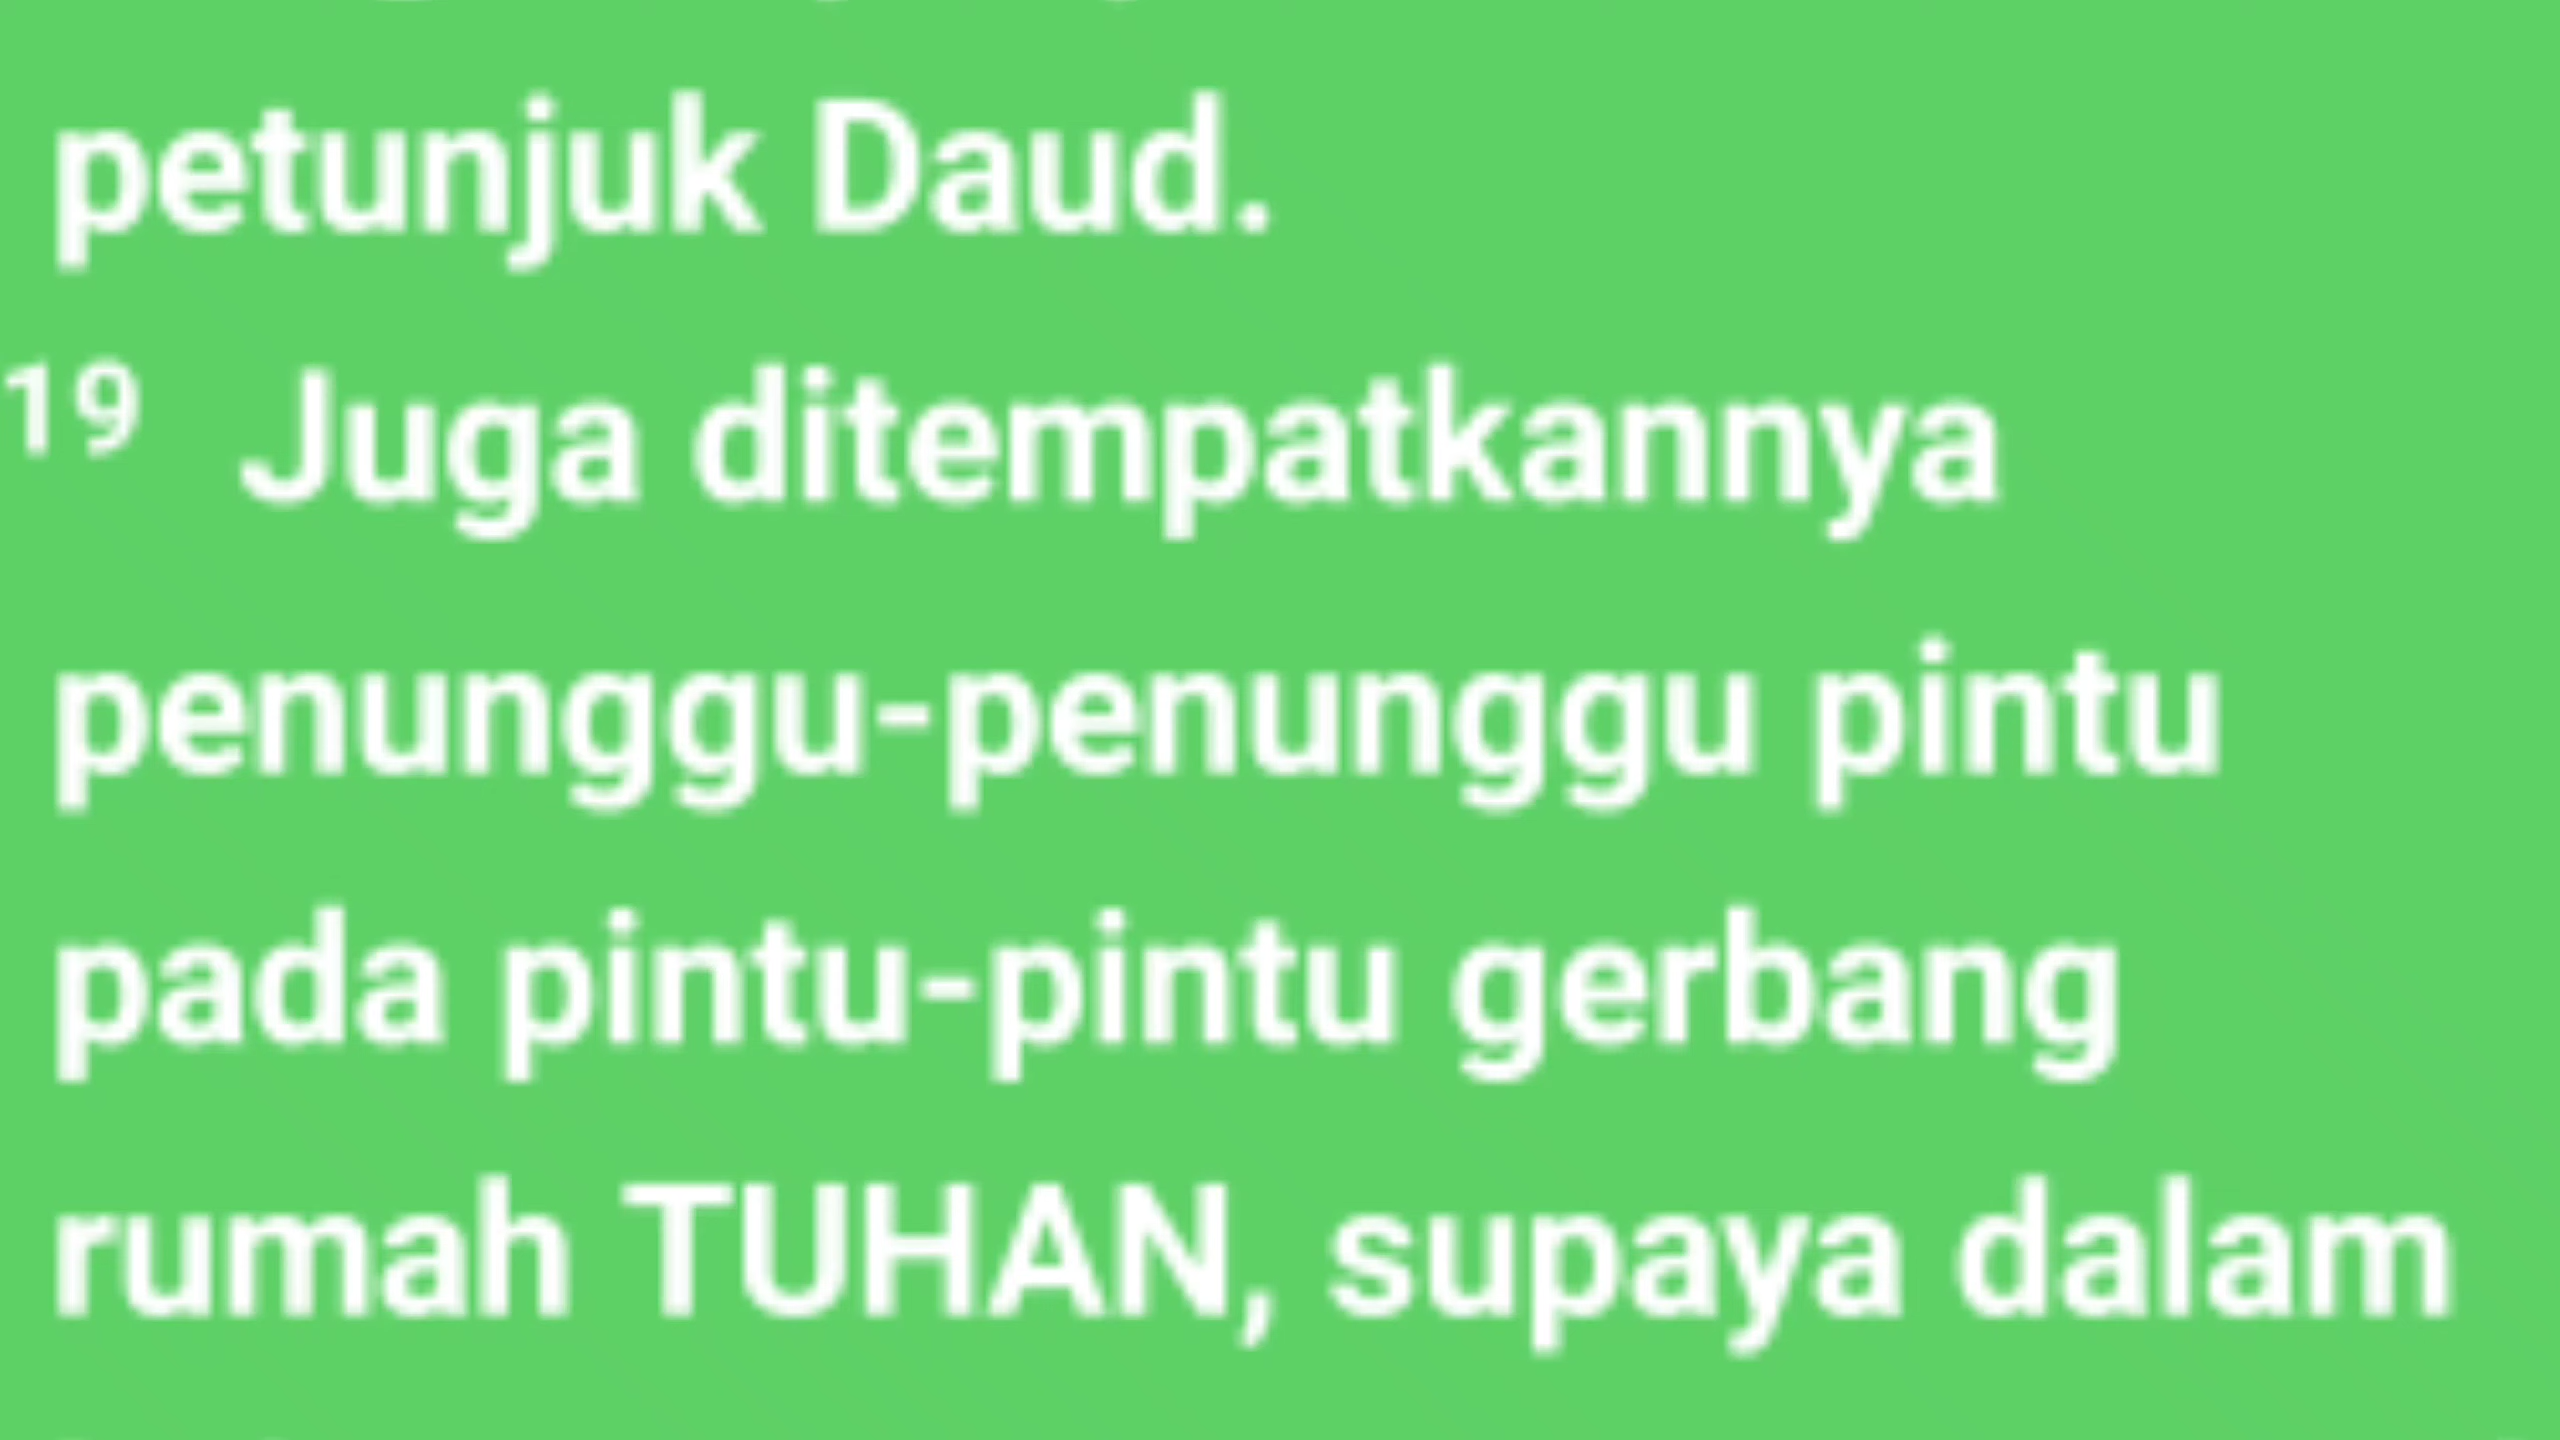 petunjuk Daud.
19 Juga ditempatkannya
penunggu-penunggu pintu
pada pintu-pintu gerbang
rumah TUHAN, supaya dalam